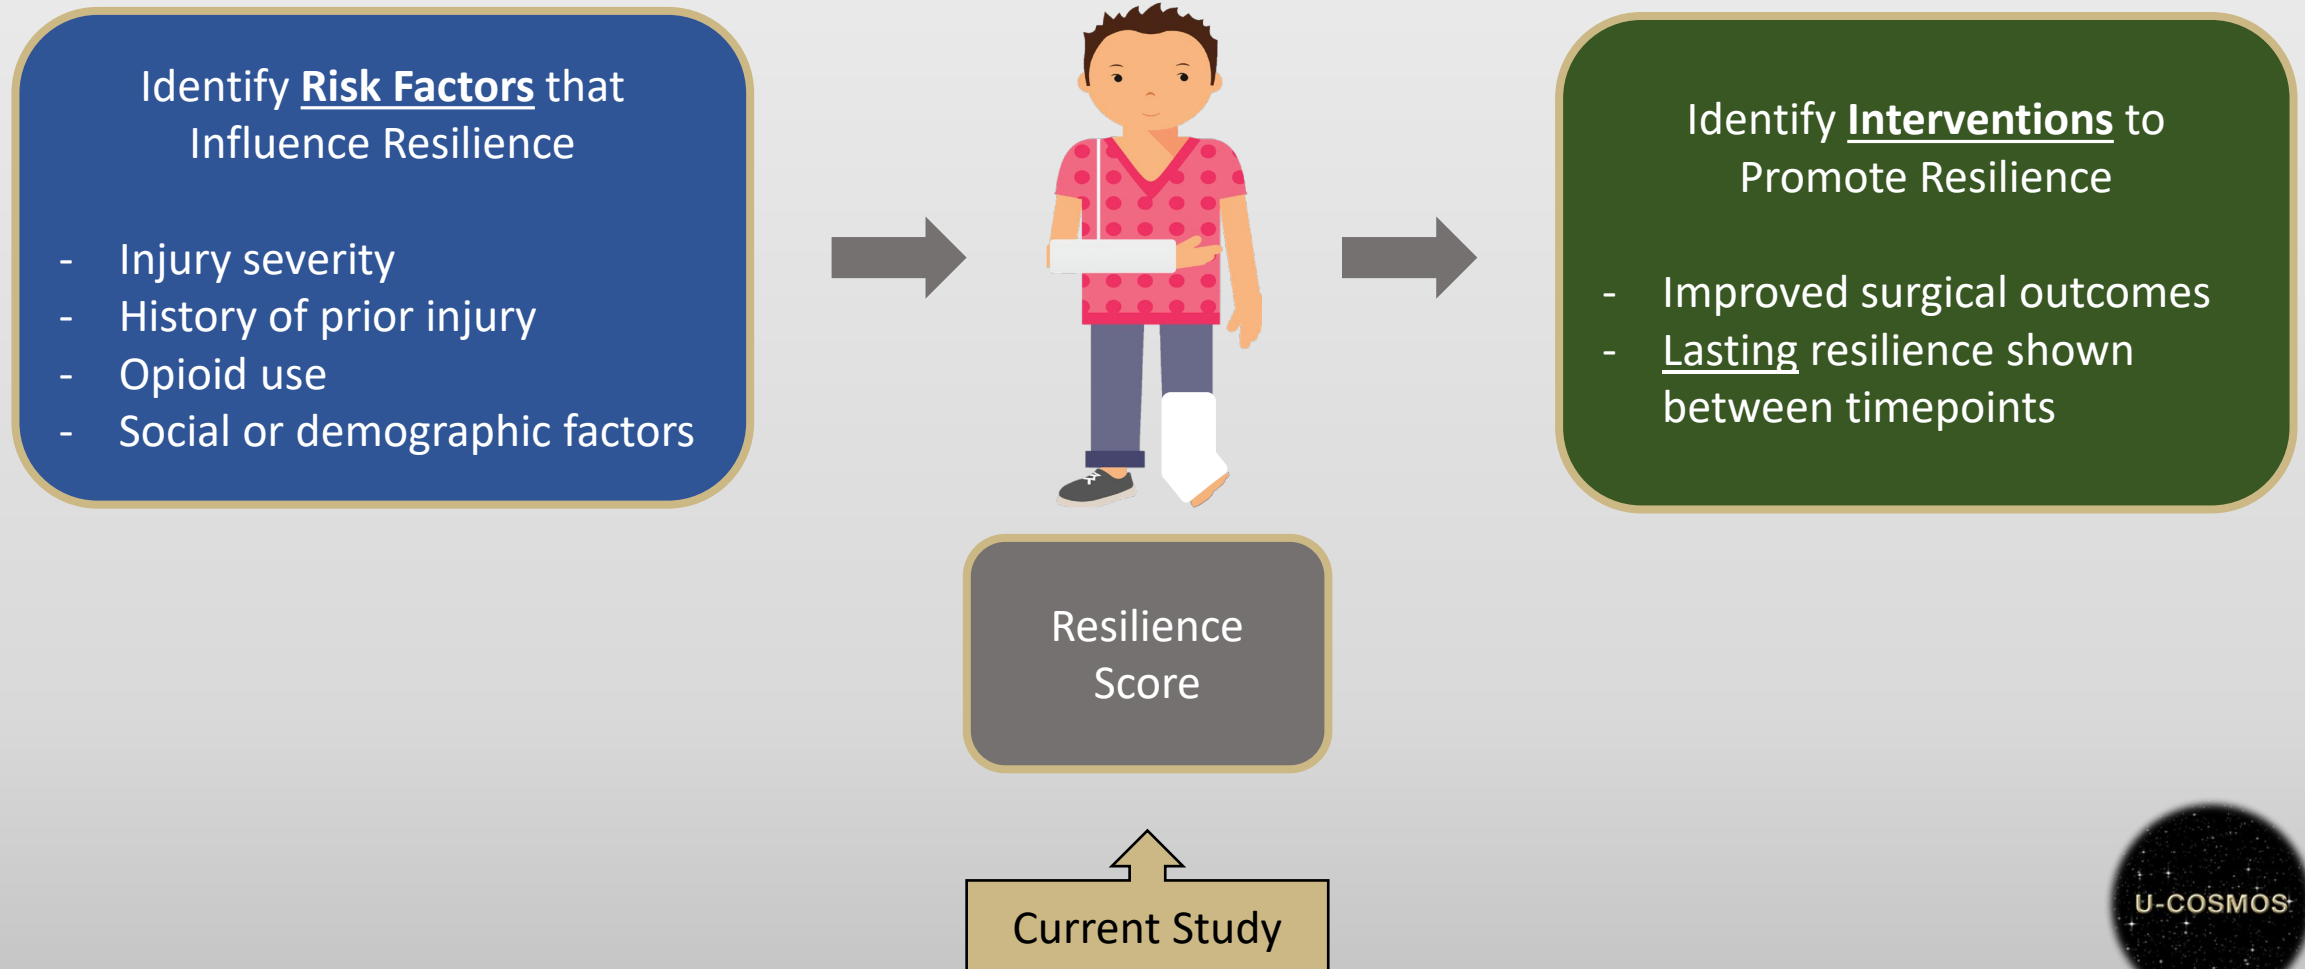 Identify Risk Factors that
Influence Resilience
- Injury severity
- History of prior injury
- Opioid use
- Social or demographic factors
Identify Interventions to
Promote Resilience
- Improved surgical outcomes
- Lasting resilience shown
between timepoints
Resilience
Score
Current Study
U-COSMOS